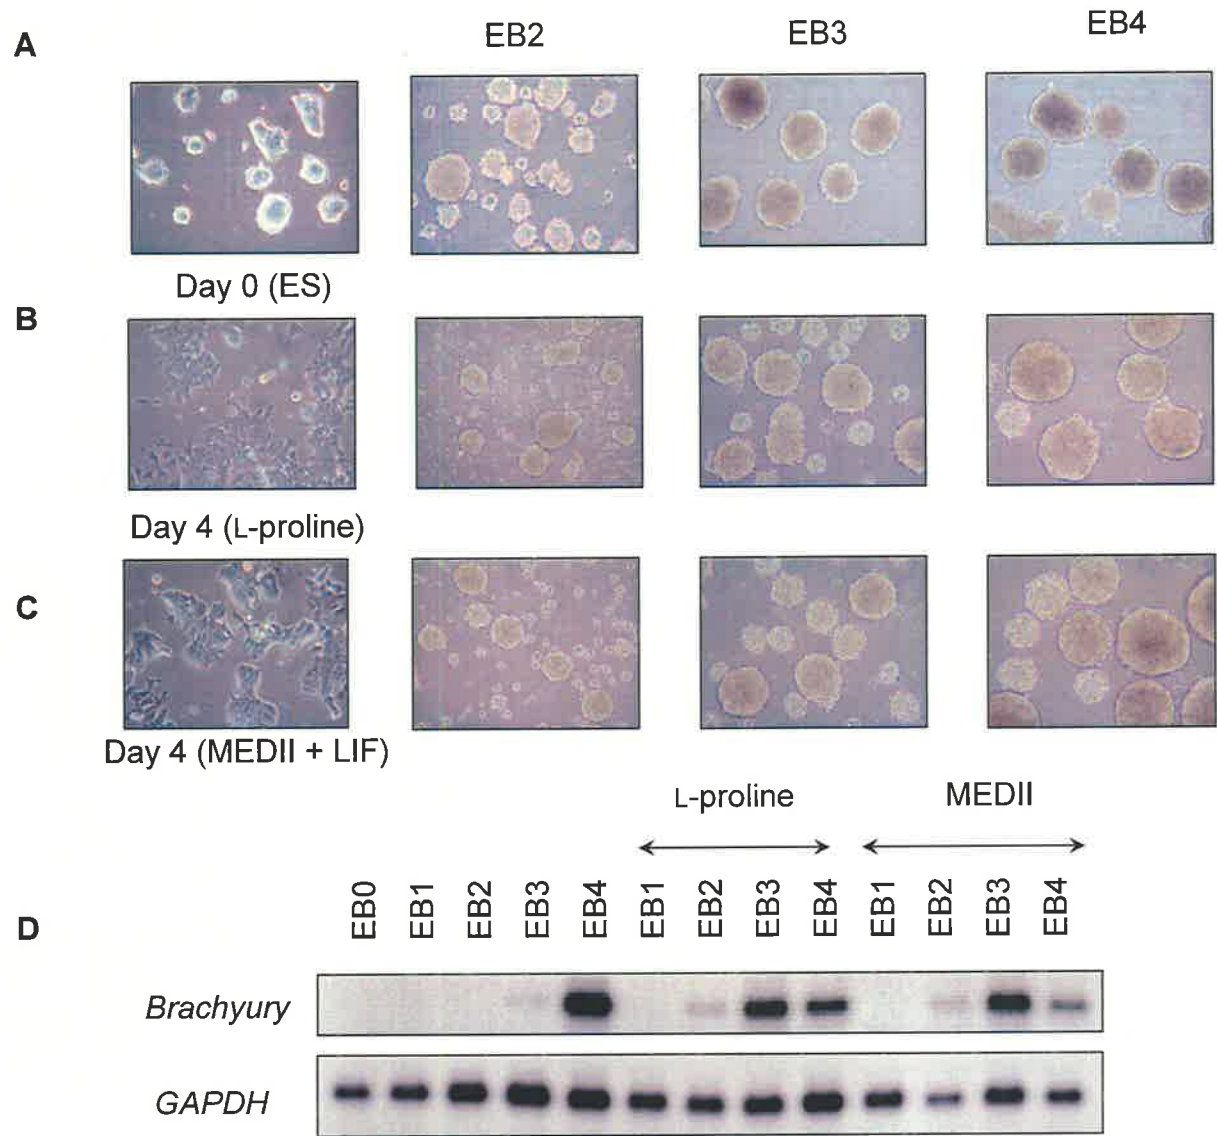 A
EB2
EB3
EB4
Day 0 (ES)
B
Day 4 (L-proline)
C
Day 4 (MEDII + LIF)
L-proline
MEDII
D
EB0
EB1
EB2
EB3
EB4
EB1
EB2
EB3
EB4
EB1
EB2
EB3
EB4
Brachyury
GAPDH